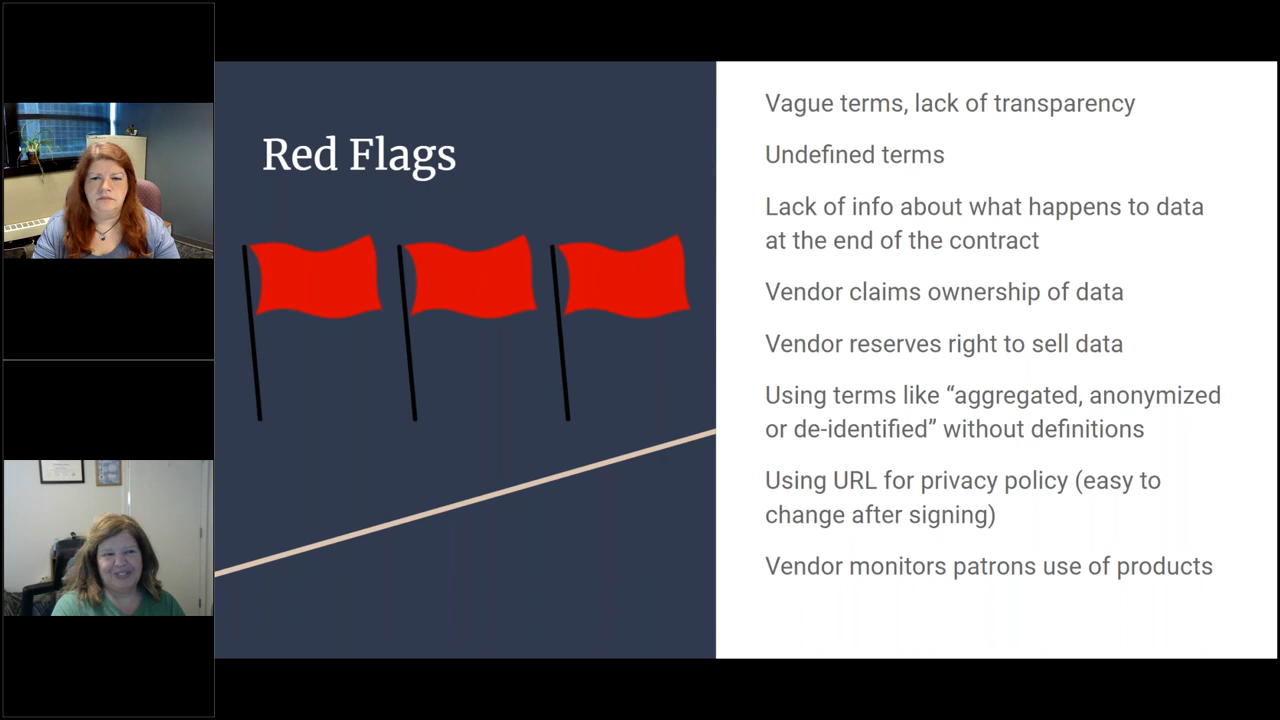 Red Flags
Vague terms, lack of transparency
Undefined terms
Lack of info about what happens to data
at the end of the contract
Vendor claims ownership of data
Vendor reserves right to sell data
Using terms like “aggregated, anonymized
or de-identified” without definitions
Using URL for privacy policy (easy to
change after signing)
Vendor monitors patrons use of products